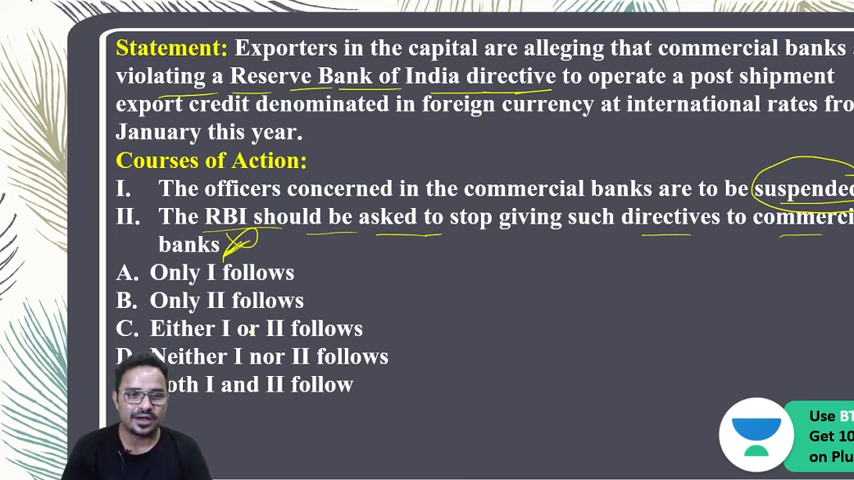 Statement: Exporters in the capital are alleging that commercial banks
violating a Reserve Bank of India directive to operate a post shipment
export credit denominated in foreign currency at international rates
January this year.
Courses of Action:
I. The officers concerned in the commercial banks are to be suspended
II. The RBI should be asked to stop giving such directives to
banks
A. Only I follows
B. Only II follows
C. Either I or II follows
D. Neither I nor II follows
oth I and II follow
Use
Get
on